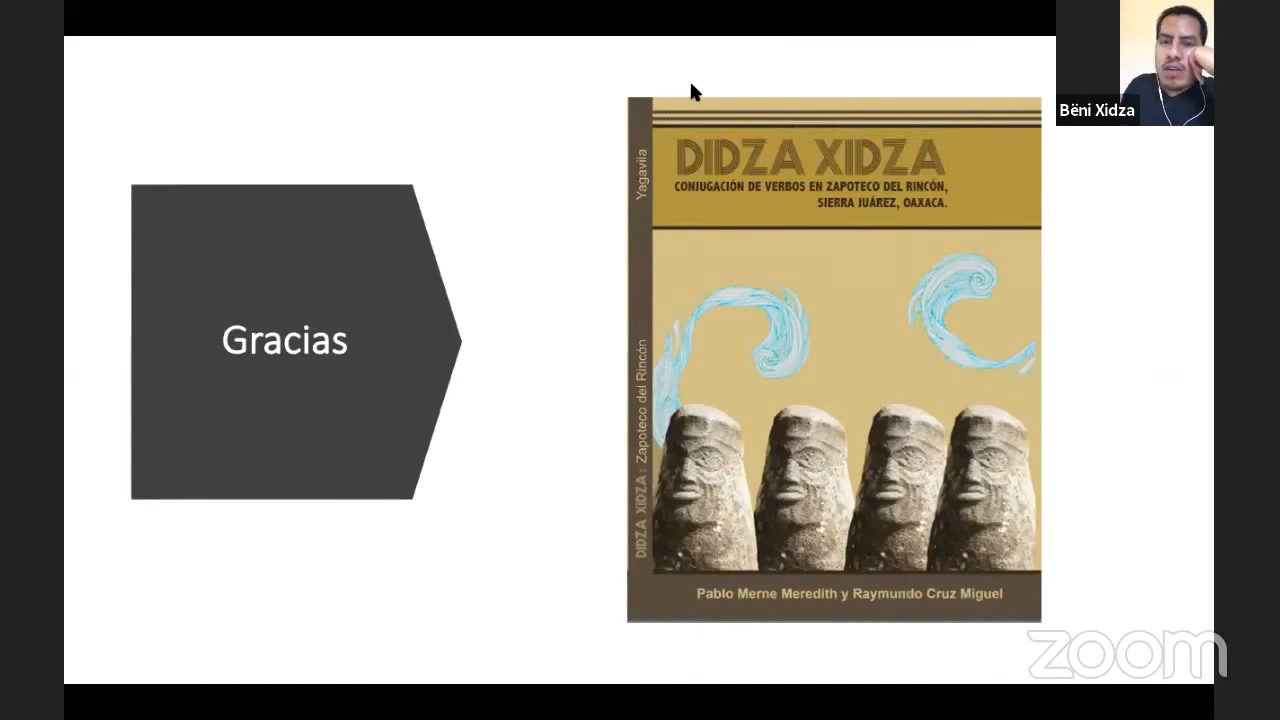 Gracias
Yagavila
DIDZA XIDZA : Zapoteco del Rincón
DIDZA XIDZA
CONJUGACIÓN DE VERBOS EN ZAPOTECO DEL RINCÓN,
SIERRA JUÁREZ, OAXACA.
Pablo Merne Meredith y Raymundo Cruz Miguel
Bëni Xidza
zoom